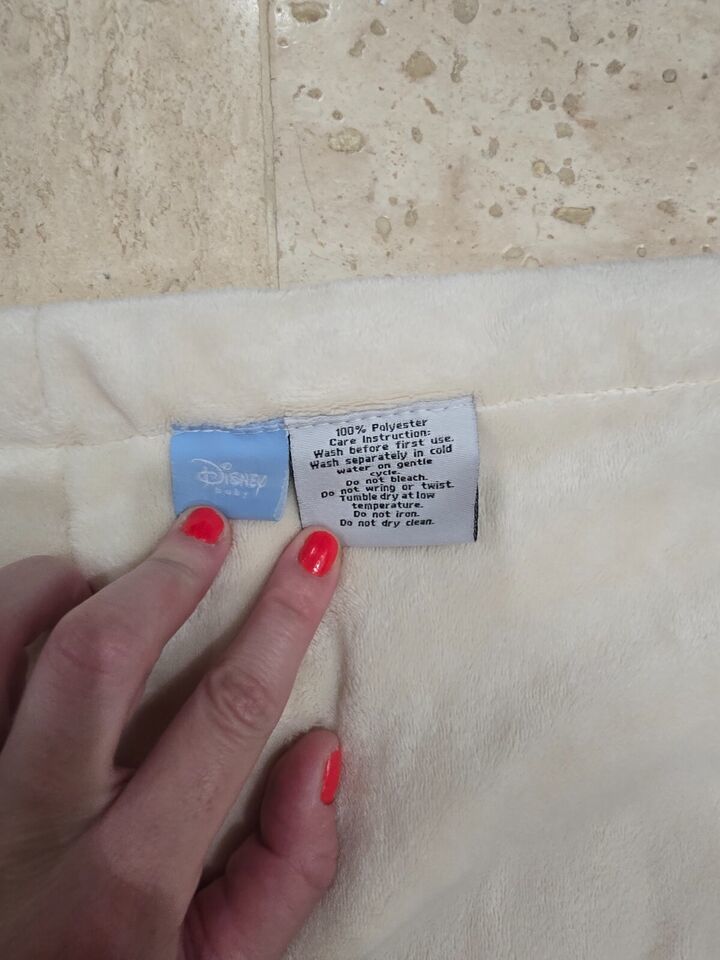 Disney
baby
100% Polyester
Care Instruction:
Wash before first use.
Wash separately in cold
water on gentle
cycle.
Do not bleach.
Do not wring or twist.
Tumble dry at low
temperature.
Do not iron.
Do not dry clean.